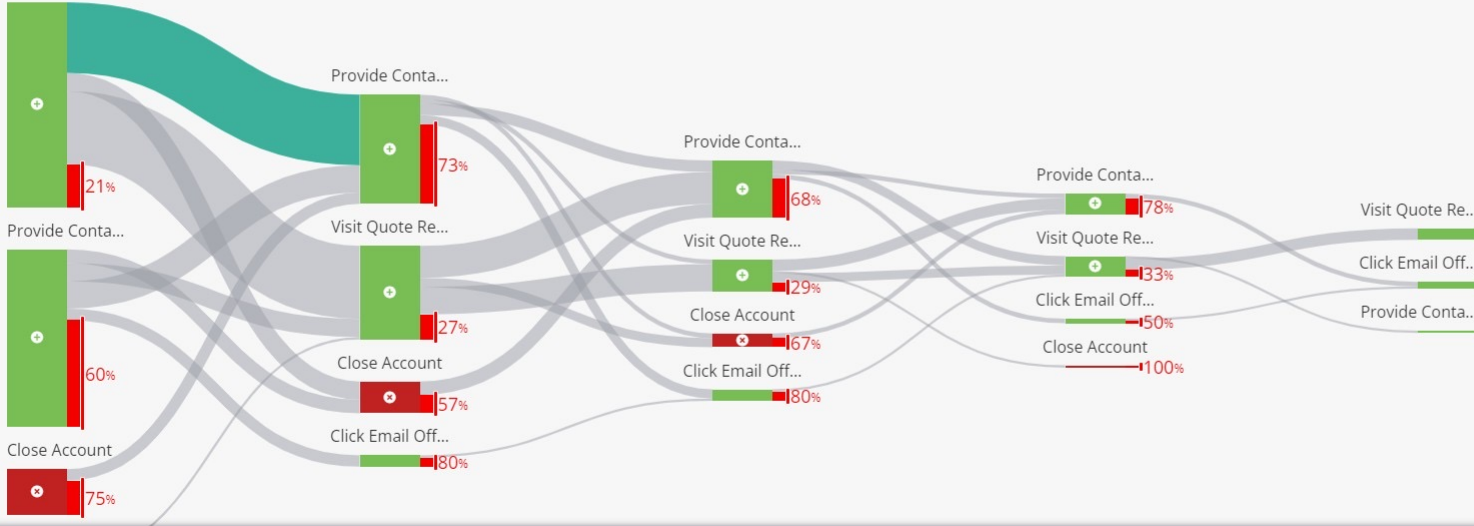 21%
Provide Conta...
60%
Close Account
75%
Provide Conta...
73%
Visit Quote Re...
27%
Close Account
57%
Click Email Off...
80%
Provide Conta...
68%
Visit Quote Re...
29%
Close Account
67%
Click Email Off...
80%
Provide Conta...
78%
Visit Quote Re...
33%
Click Email Off...
50%
Close Account
100%
Visit Quote Re...
Click Email Off...
Provide Conta...